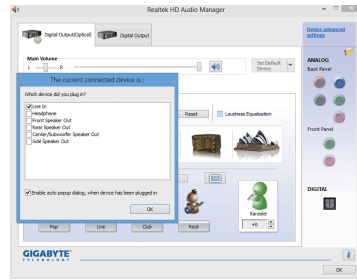 Realtek HD Audio Manager
Digital Output(Optical)
Digital Output
Device advanced
settings
Main Volume
L
R
Set Default
Device
ANALOG
Back Panel
The current connected device is :
Which device did you plug in?
Line In
Headphone
Front Speaker Out
Rear Speaker Out
Center/Subwoofer Speaker Out
Side Speaker Out
Enable auto popup dialog, when device has been plugged in
OK
Reset
Loudness Equalization
Front Panel
DIGITAL
Karaoke
+0
Pop
Live
Club
Rock
GIGABYTE
TECHNOLOGY
OK